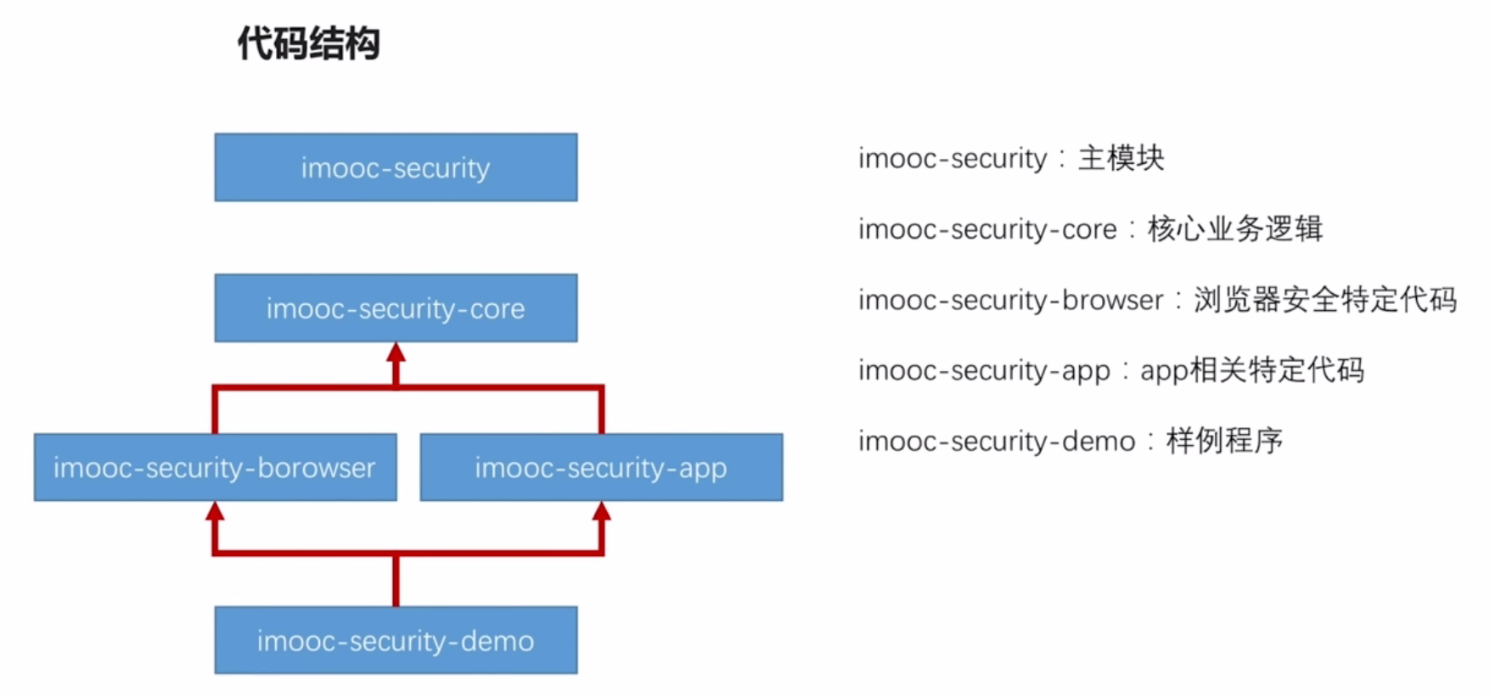 代码结构
imooc-security
imooc-security-core
imooc-security-borowser
imooc-security-app
imooc-security-demo
imooc-security：主模块
imooc-security-core：核心业务逻辑
imooc-security-browser：浏览器安全特定代码
imooc-security-app：app相关特定代码
imooc-security-demo：样例程序